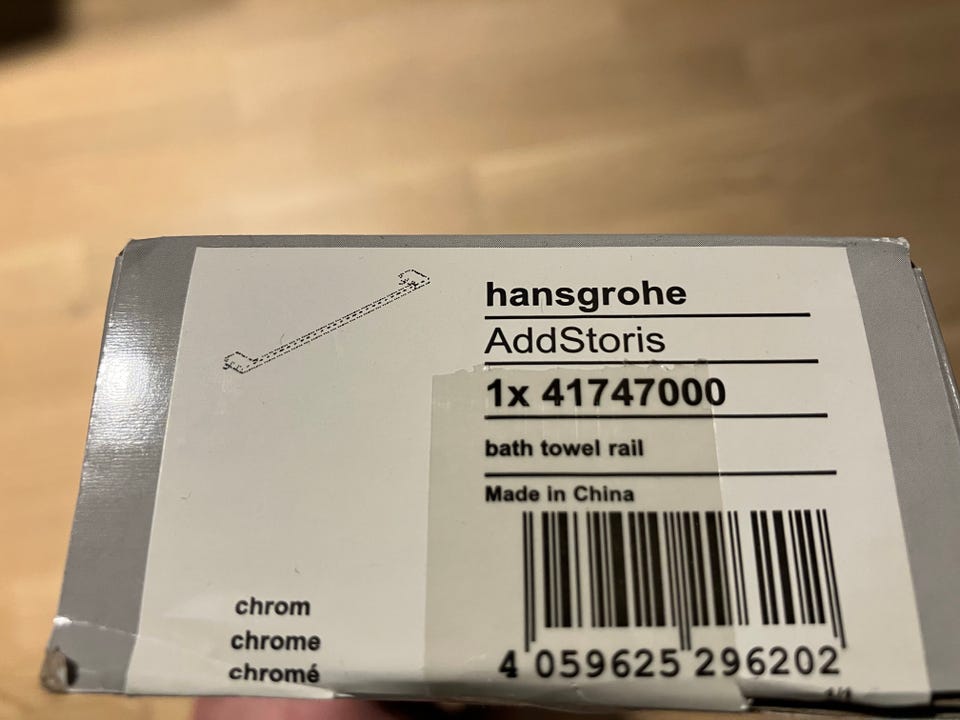 hansgrohe
AddStoris
1x 41747000
bath towel rail
Made in China
chrom
chrome
chromé
4 059625 296202